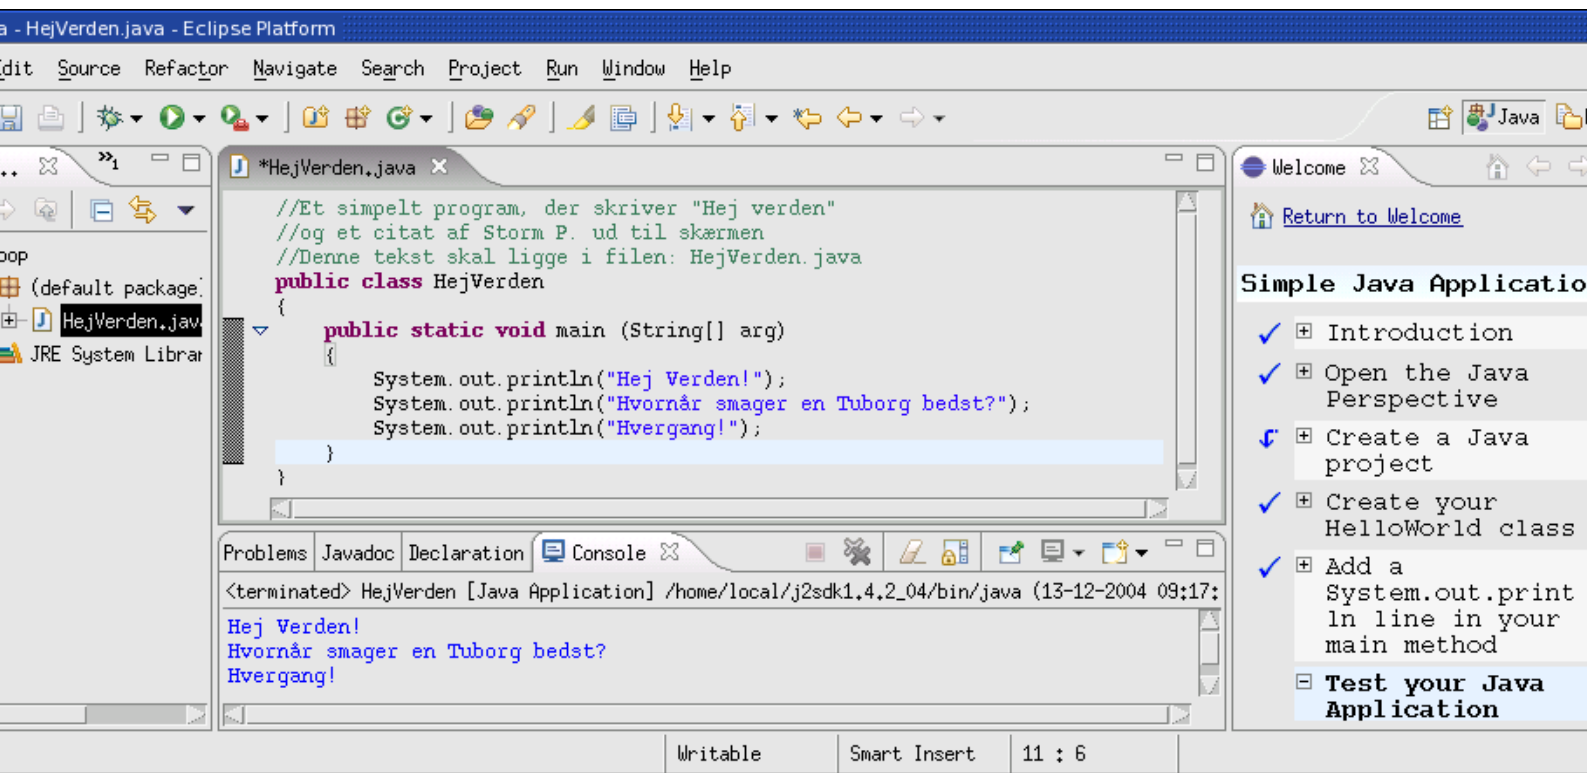 a - HejVerden.java - Eclipse Platform
Edit Source Refactor Navigate Search Project Run Window Help
Java
.. »1
*HejVerden.java
Welcome
Return to Welcome
oop
(default package)
HejVerden.jav
JRE System Librar
//Et simpelt program, der skriver "Hej verden"
//og et citat af Storm P. ud til skærmen
//Denne tekst skal ligge i filen: HejVerden.java
public class HejVerden
{
public static void main (String[] arg)
{
System.out.println("Hej Verden!");
System.out.println("Hvornår smager en Tuborg bedst?");
System.out.println("Hvergang!");
}
}
Simple Java Applicatio
Introduction
Open the Java
Perspective
Create a Java
project
Create your
HelloWorld class
Add a
System.out.print
ln line in your
main method
Test your Java
Application
Problems Javadoc Declaration Console
<terminated> HejVerden [Java Application] /home/local/j2sdk1.4.2_04/bin/java (13-12-2004 09:17:
Hej Verden!
Hvornår smager en Tuborg bedst?
Hvergang!
Writable Smart Insert 11 : 6